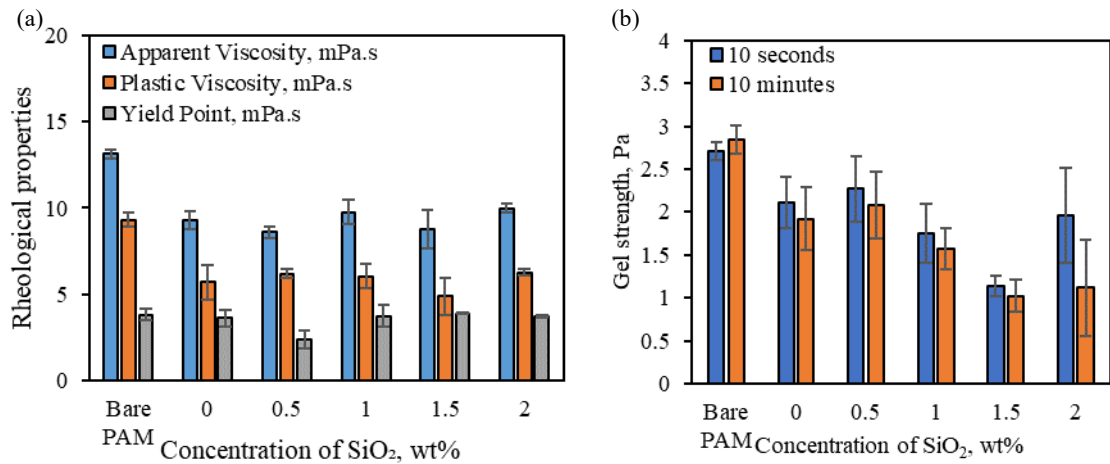 (a)
20
15
10
5
0
Rheological properties
Apparent Viscosity, mPa.s
Plastic Viscosity, mPa.s
Yield Point, mPa.s
Bare PAM
0
0.5
1
1.5
2
Concentration of SiO₂, wt%
(b)
4
3.5
3
2.5
2
1.5
1
0.5
0
Gel strength, Pa
10 seconds
10 minutes
Bare PAM
0
0.5
1
1.5
2
Concentration of SiO₂, wt%